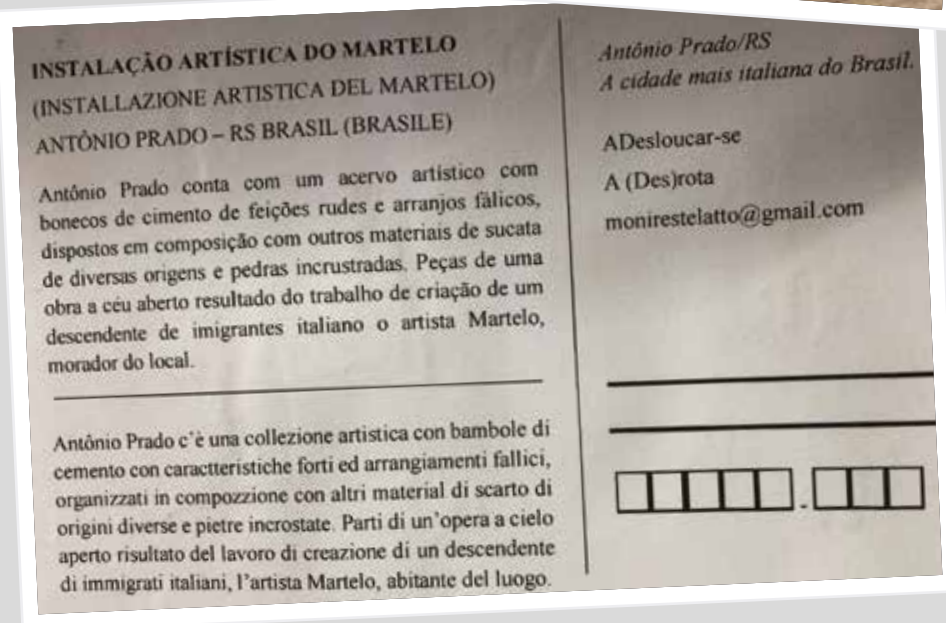 INSTALAÇÃO ARTÍSTICA DO MARTELO
(INSTALLAZIONE ARTISTICA DEL MARTELO)
ANTÔNIO PRADO – RS BRASIL (BRASILE)
Antônio Prado conta com um acervo artístico com
bonecos de cimento de feições rudes e arranjos fálicos,
dispostos em composição com outros materiais de sucata
de diversas origens e pedras incrustradas. Peças de uma
obra a céu aberto resultado do trabalho de criação de um
descendente de imigrantes italiano o artista Martelo,
morador do local.
Antônio Prado c'è una collezione artistica con bambole di
cemento con caractteristiche forti ed arrangiamenti fallici,
organizzati in compozzione con altri material di scarto di
origini diverse e pietre incrostate. Parti di un'opera a cielo
aperto risultato del lavoro di creazione di un descendente
di immigrati italiani, l'artista Martelo, abitante del luogo.
Antônio Prado/RS
A cidade mais italiana do Brasil.
ADesloucar-se
A (Des)rota
monirestelatto@gmail.com